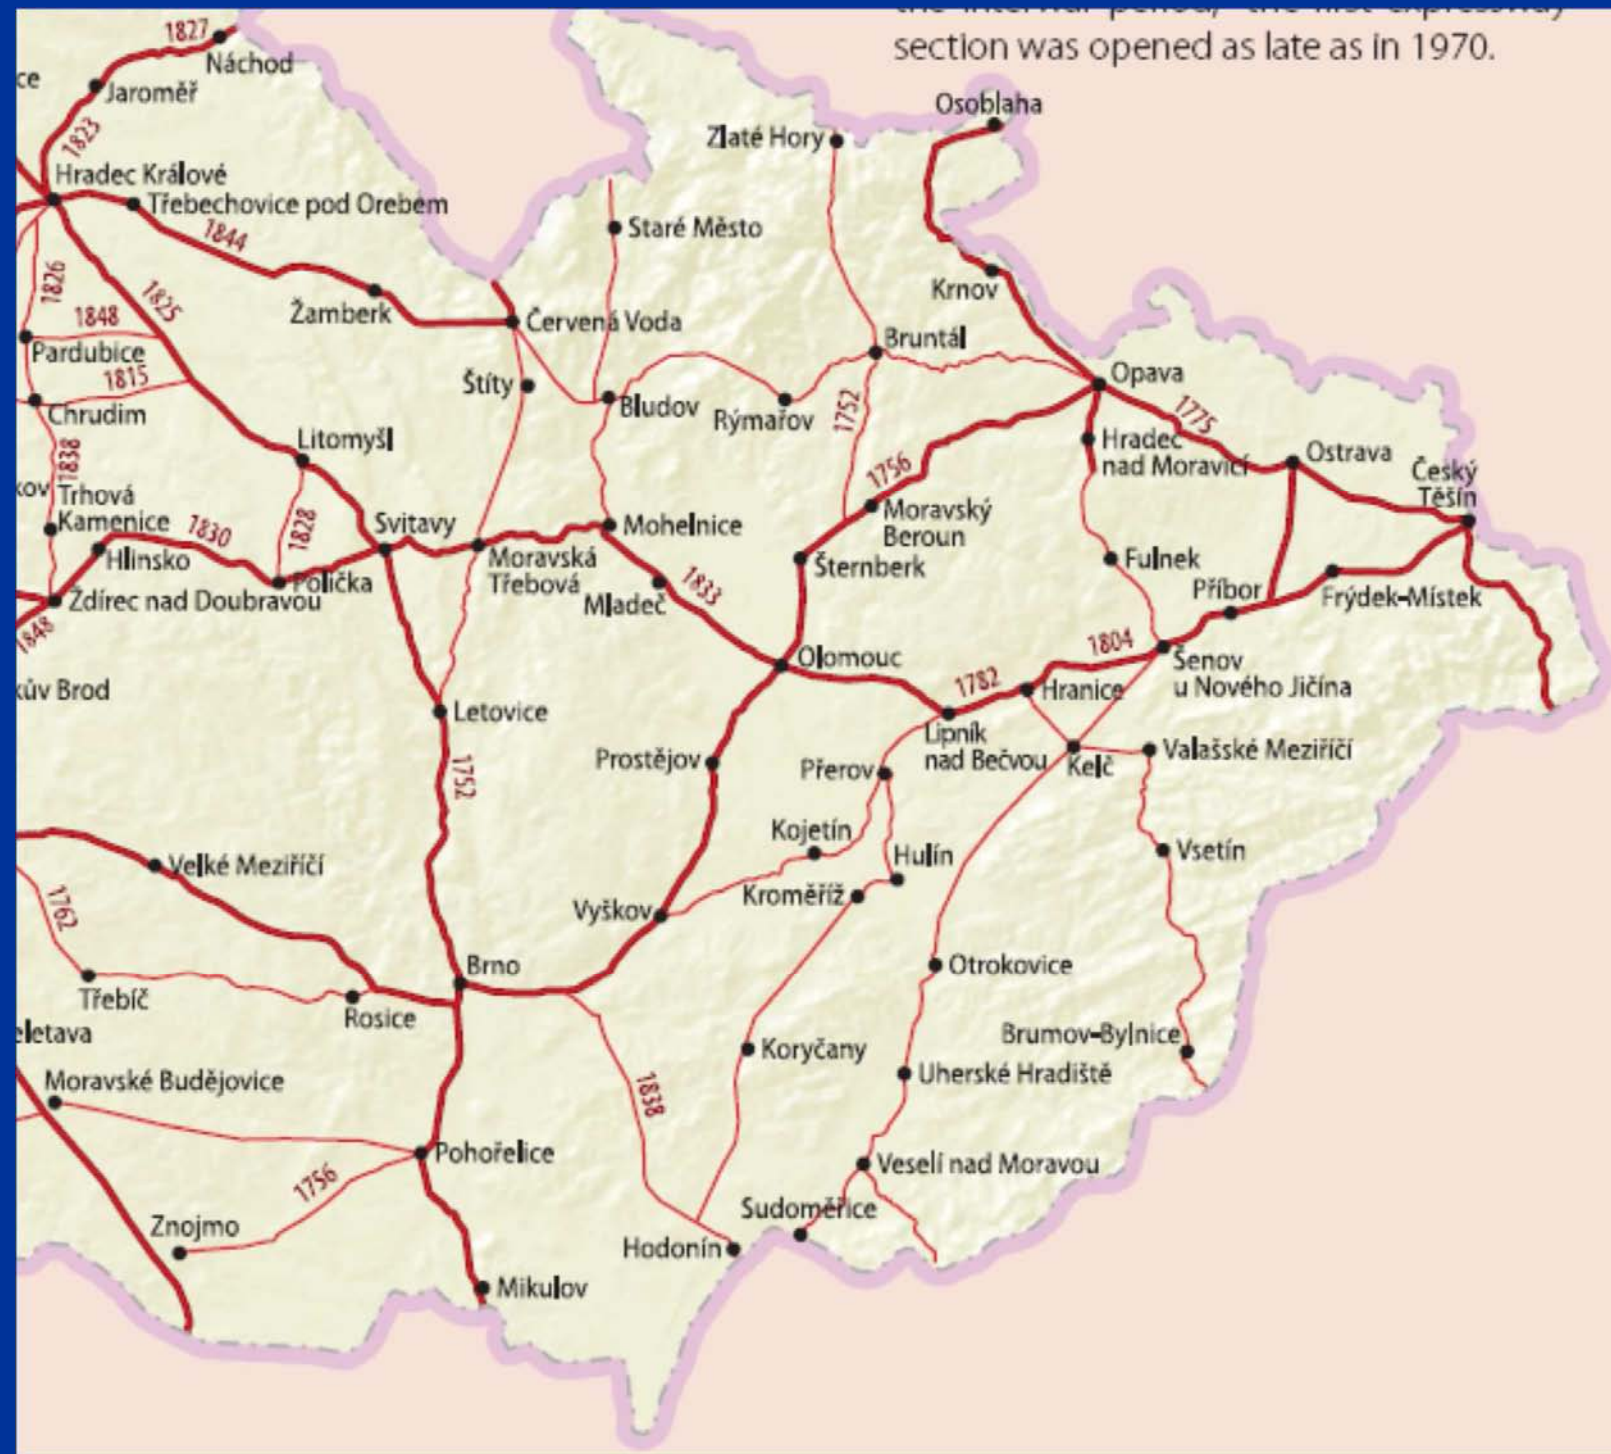 section was opened as late as in 1970.
1827
Náchod
ce
Jaroměř
1823
Osoblaha
Zlaté Hory
Hradec Králové
Třebechovice pod Orebem
1844
Staré Město
1826
1825
Krnov
1848
Žamberk
Červená Voda
Bruntál
Pardubice
1815
Štíty
Opava
Chrudim
Bludov
Rýmařov
1752
1775
1838
Litomyšl
Hradec
nad Moravicí
Ostrava
Český
Těšín
1756
kov
Trhová
Kamenice
1830
1828
Svitavy
Mohelnice
Moravský
Beroun
Hlinsko
Polička
Moravská
Třebová
Šternberk
Fulnek
Ždírec nad Doubravou
Mladeč
1833
Příbor
Frýdek-Místek
1848
Olomouc
1804
Šenov
u Nového Jičína
kův Brod
1782
Hranice
Letovice
Lipník
nad Bečvou
Prostějov
Přerov
Kelč
Valašské Meziříčí
1752
Kojetín
Hulín
Vsetín
Velké Meziříčí
1762
Kroměříž
Vyškov
Brno
Otrokovice
Třebíč
Rosice
eletava
Brumov-Bylnice
Koryčany
Moravské Budějovice
Uherské Hradiště
1838
Pohořelice
Veselí nad Moravou
1756
Znojmo
Sudoměřice
Hodonín
Mikulov